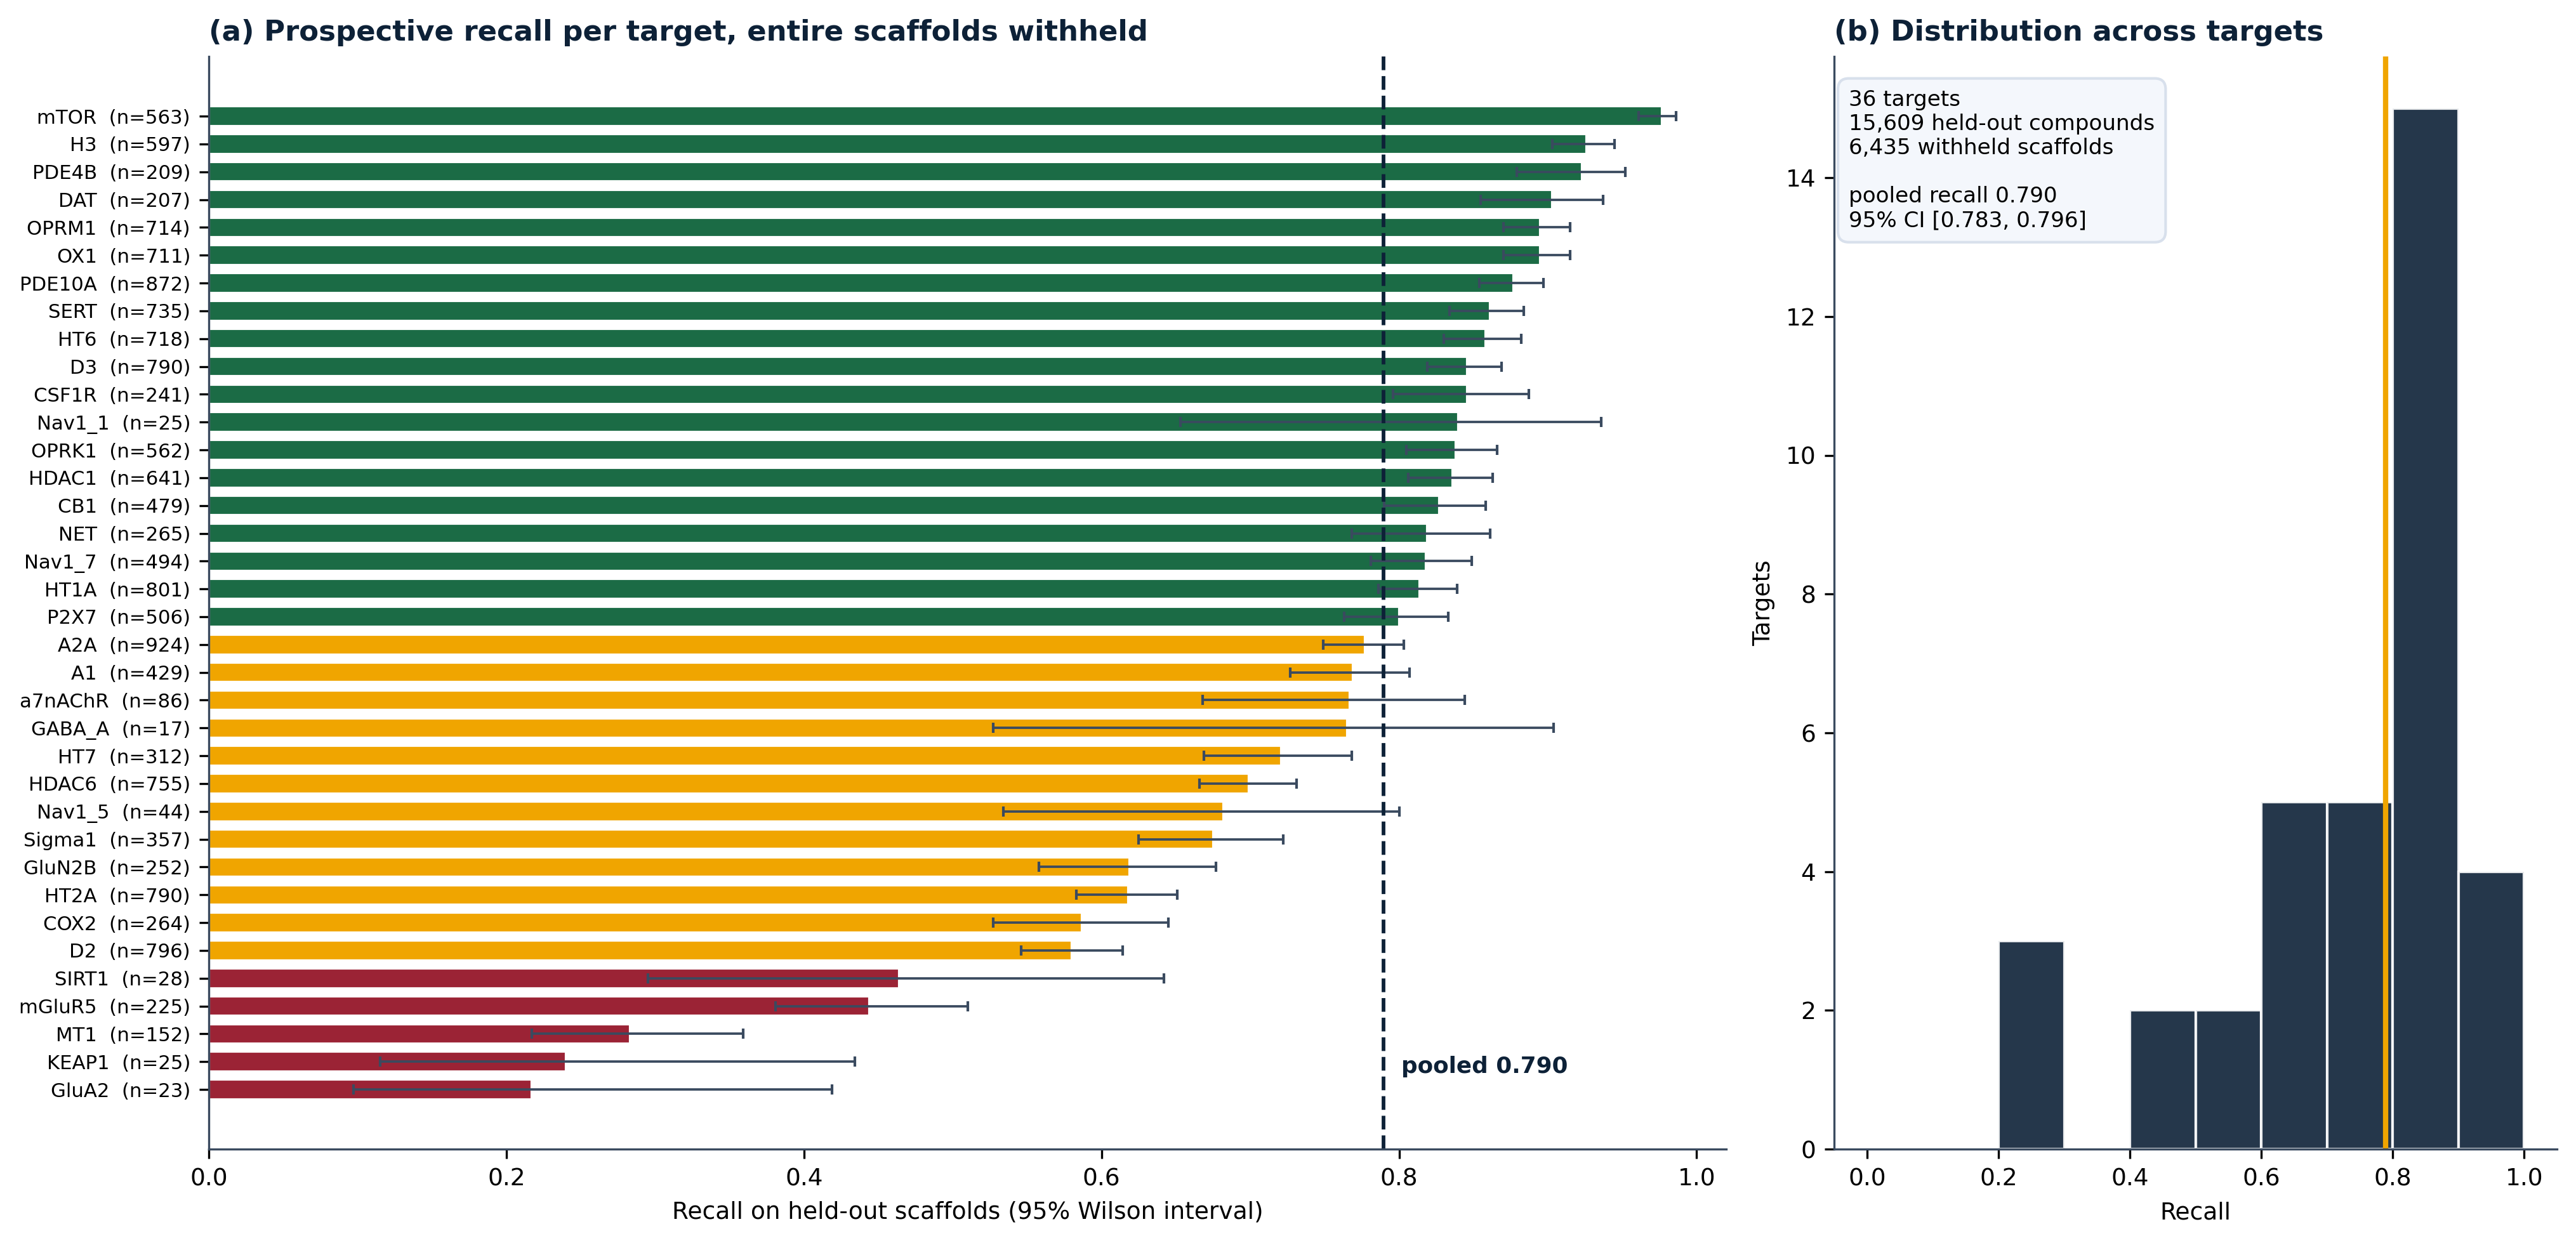 (a) Prospective recall per target, entire scaffolds withheld
mTOR (n=563)
H3 (n=597)
PDE4B (n=209)
DAT (n=207)
OPRM1 (n=714)
OX1 (n=711)
PDE10A (n=872)
SERT (n=735)
HT6 (n=718)
D3 (n=790)
CSF1R (n=241)
Nav1_1 (n=25)
OPRK1 (n=562)
HDAC1 (n=641)
CB1 (n=479)
NET (n=265)
Nav1_7 (n=494)
HT1A (n=801)
P2X7 (n=506)
A2A (n=924)
A1 (n=429)
a7nAChR (n=86)
GABA_A (n=17)
HT7 (n=312)
HDAC6 (n=755)
Nav1_5 (n=44)
Sigma1 (n=357)
GluN2B (n=252)
HT2A (n=790)
COX2 (n=264)
D2 (n=796)
SIRT1 (n=28)
mGluR5 (n=225)
MT1 (n=152)
KEAP1 (n=25)
GluA2 (n=23)
pooled 0.790
0.0 0.2 0.4 0.6 0.8 1.0
Recall on held-out scaffolds (95% Wilson interval)
(b) Distribution across targets
36 targets
15,609 held-out compounds
6,435 withheld scaffolds
pooled recall 0.790
95% CI [0.783, 0.796]
Targets
14
12
10
8
6
4
2
0
0.0 0.2 0.4 0.6 0.8 1.0
Recall